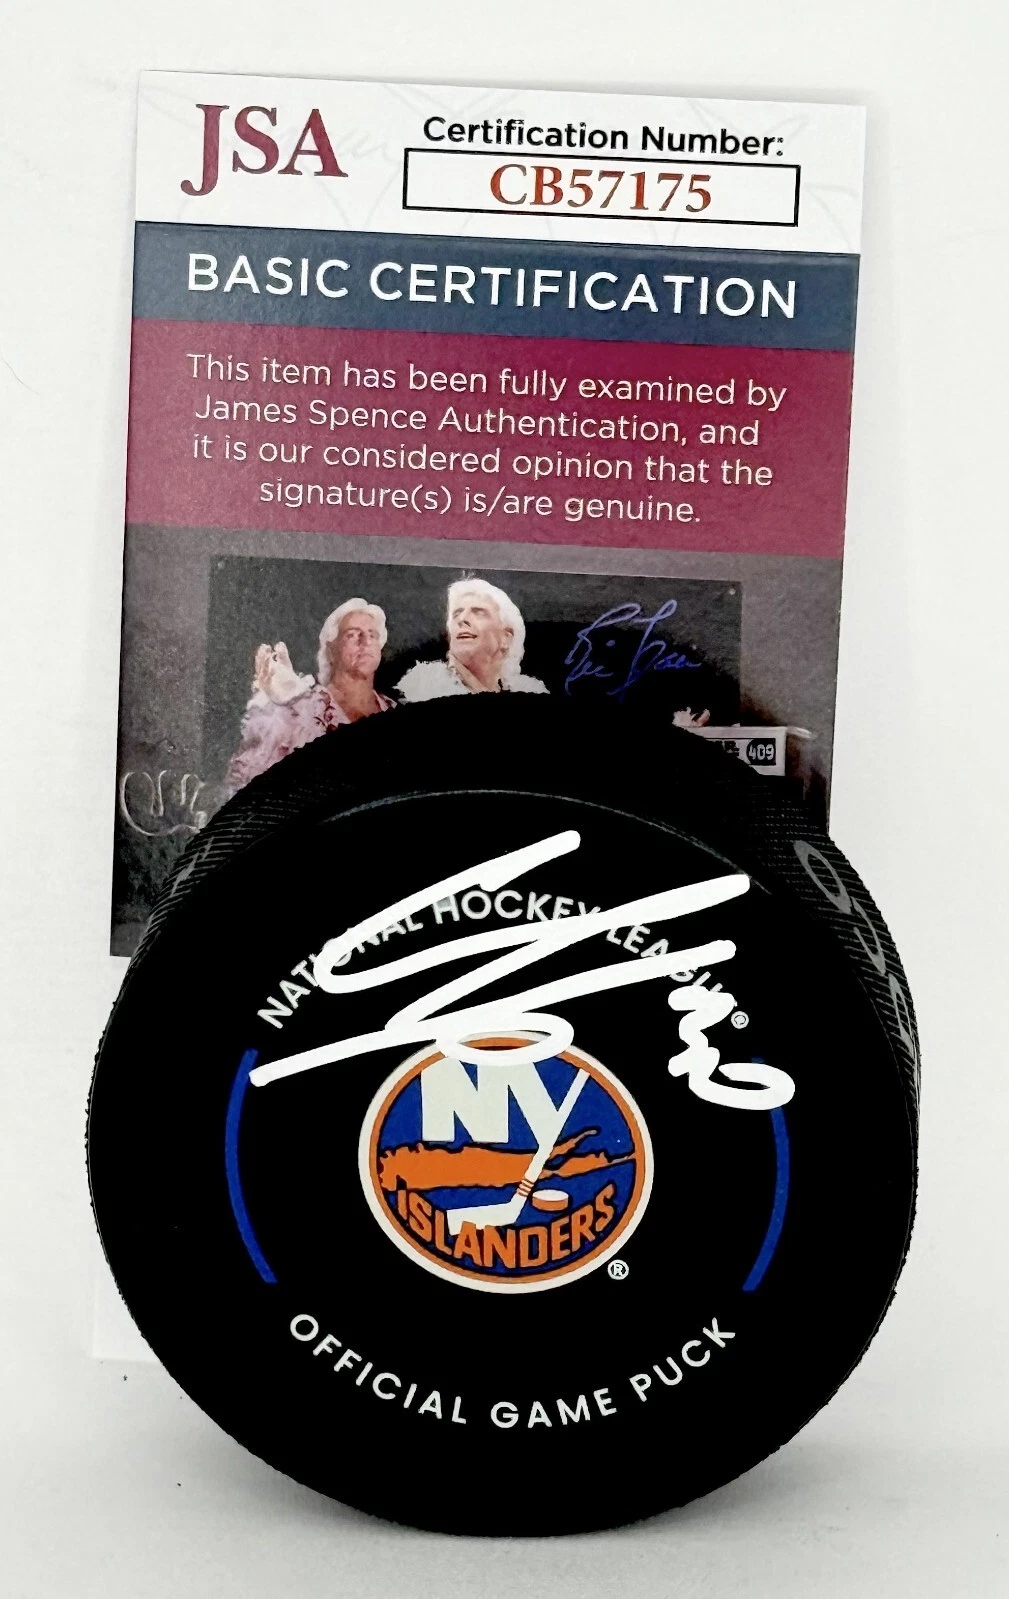 JSA
Certification Number:
CB57175
BASIC CERTIFICATION
This item has been fully examined by
James Spence Authentication, and
it is our considered opinion that the
signature(s) is/are genuine.
409
NATIONAL HOCKEY LEAGUE©
NY
ISLANDERS
®
OFFICIAL GAME PUCK